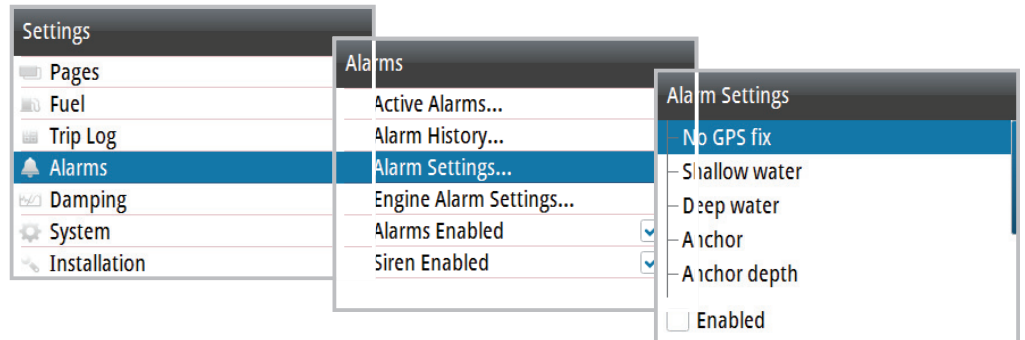 Settings
Pages
Fuel
Trip Log
Alarms
Damping
System
Installation
Alarms
Active Alarms...
Alarm History...
Alarm Settings...
Engine Alarm Settings...
Alarms Enabled
Siren Enabled
Alarm Settings
No GPS fix
Shallow water
Deep water
Anchor
Anchor depth
Enabled